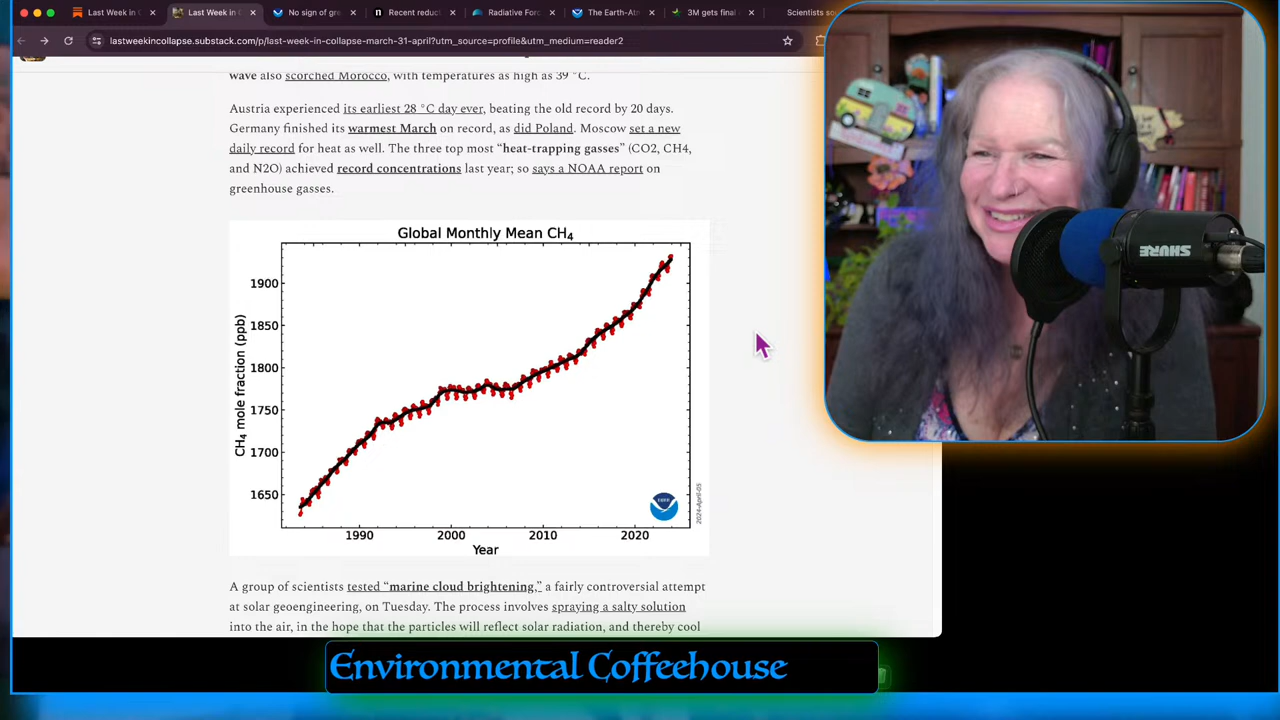 Last Week in C
Last Week in C
No sign of gre
Recent reduc
Radiative Forc
The Earth-Atm
3M gets final
Scientists sou
lastweekincollapse.substack.com/p/last-week-in-collapse-march-31-april?utm_source=profile&utm_medium=reader2
wave also scorched Morocco, with temperatures as high as 39 °C.
Austria experienced its earliest 28 °C day ever, beating the old record by 20 days.
Germany finished its warmest March on record, as did Poland. Moscow set a new
daily record for heat as well. The three top most “heat-trapping gasses” (CO2, CH4,
and N2O) achieved record concentrations last year; so says a NOAA report on
greenhouse gasses.
Global Monthly Mean CH4
CH4 mole fraction (ppb)
1900
1850
1800
1750
1700
1650
1990 2000 2010 2020
Year
2024-April-05
A group of scientists tested “marine cloud brightening,” a fairly controversial attempt
at solar geoengineering, on Tuesday. The process involves spraying a salty solution
into the air, in the hope that the particles will reflect solar radiation, and thereby cool
SHURE
Environmental Coffeehouse